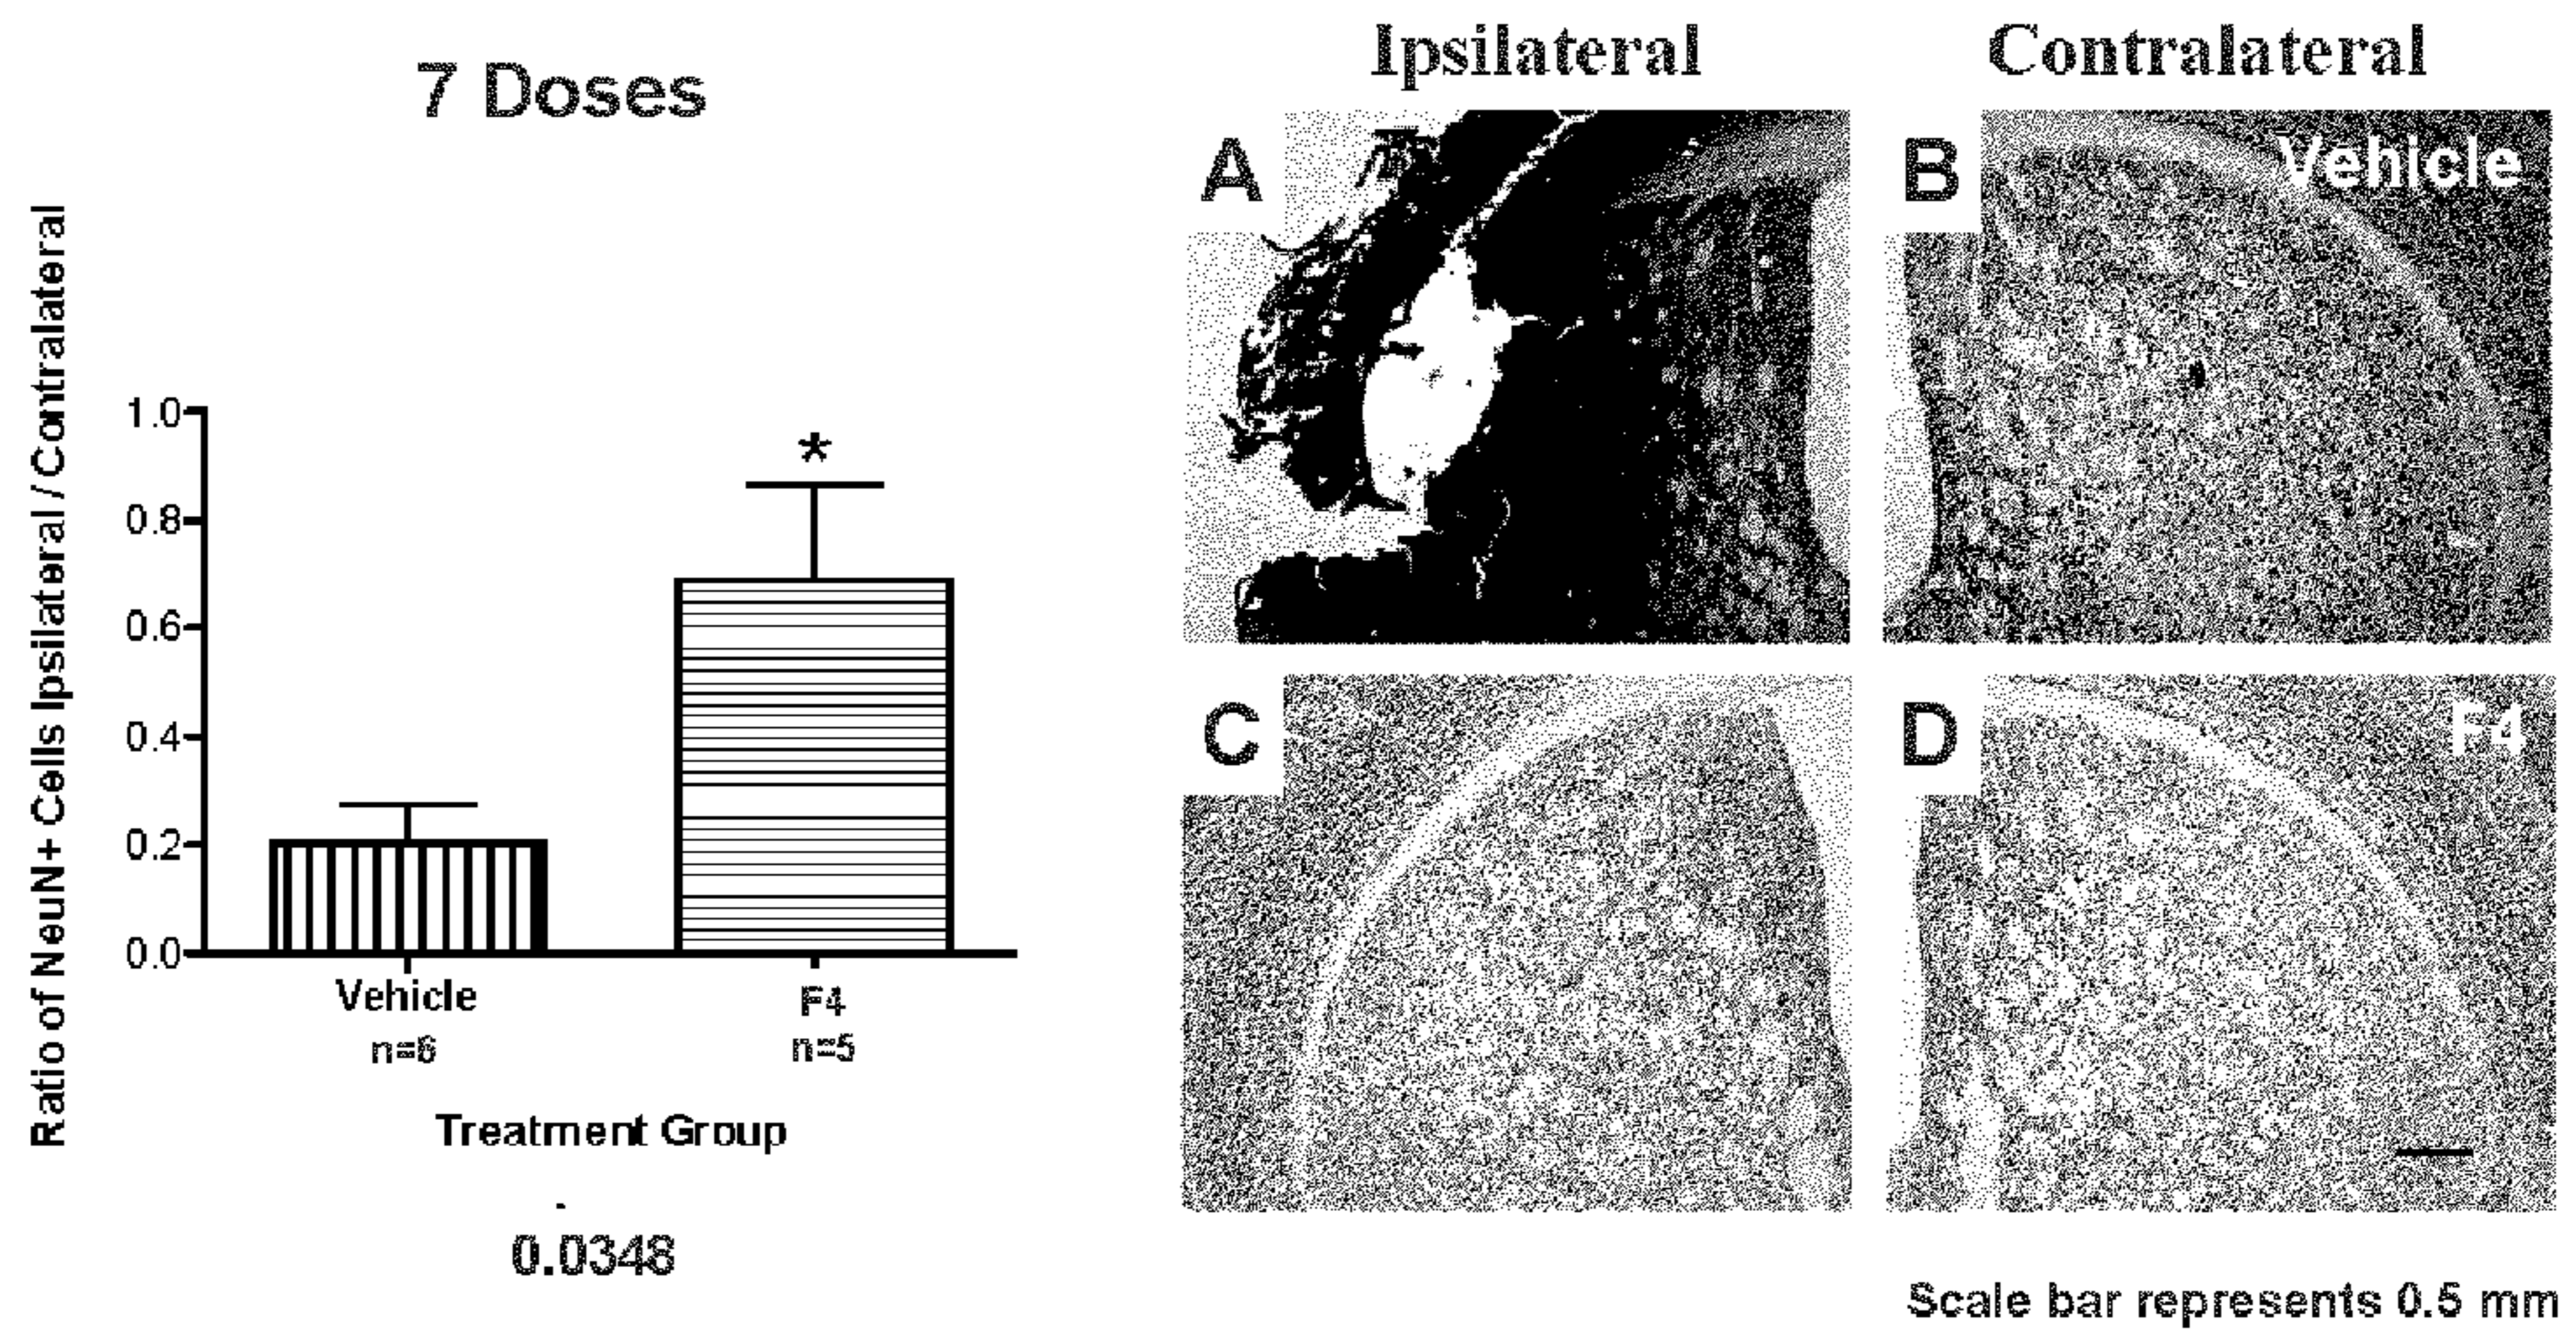 7 Doses
Ratio of NeuN+ Cells Ipsilateral / Contralateral
1.0
0.8
0.6
0.4
0.2
0.0
*
Vehicle
n=6
F4
n=5
Treatment Group
0.0348
Ipsilateral
Contralateral
A
B
Vehicle
C
D
F4
Scale bar represents 0.5 mm